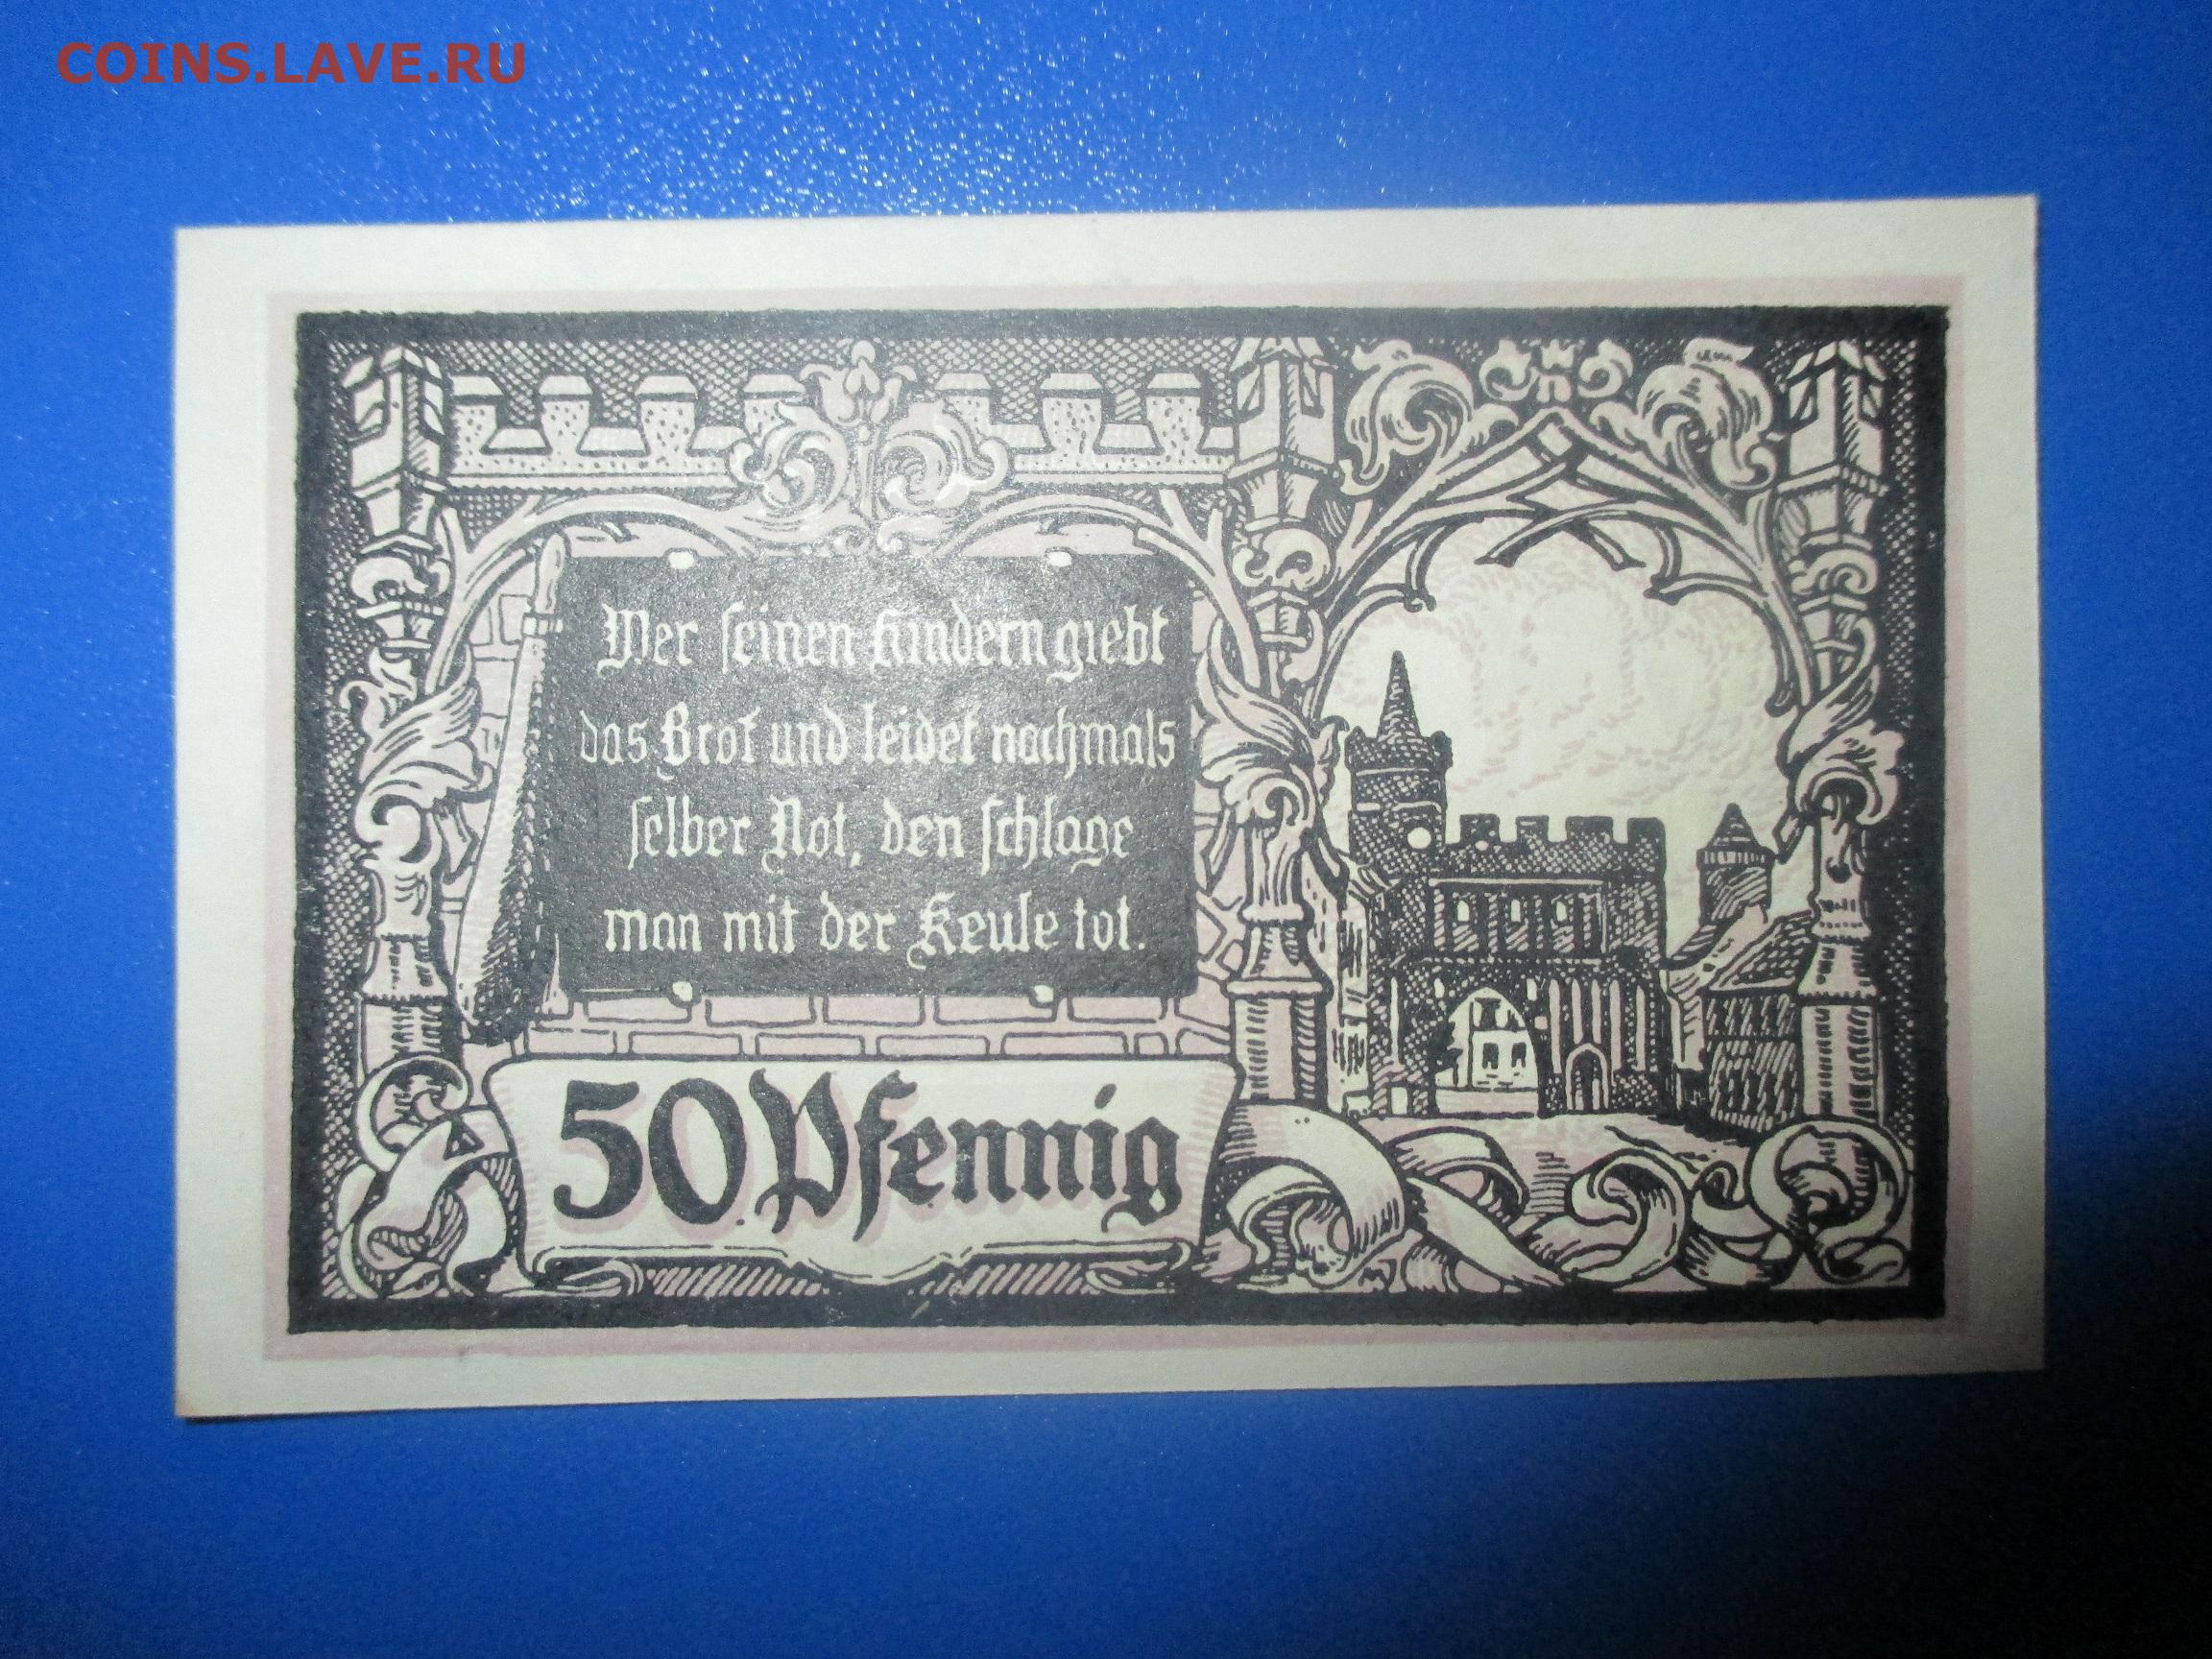 COINS.LAVE.RU
Wer seinen Kindern giebt
das Brot und leidet nachmals
selber Not, den schlage
man mit der Keule tot.
50 Pfennig